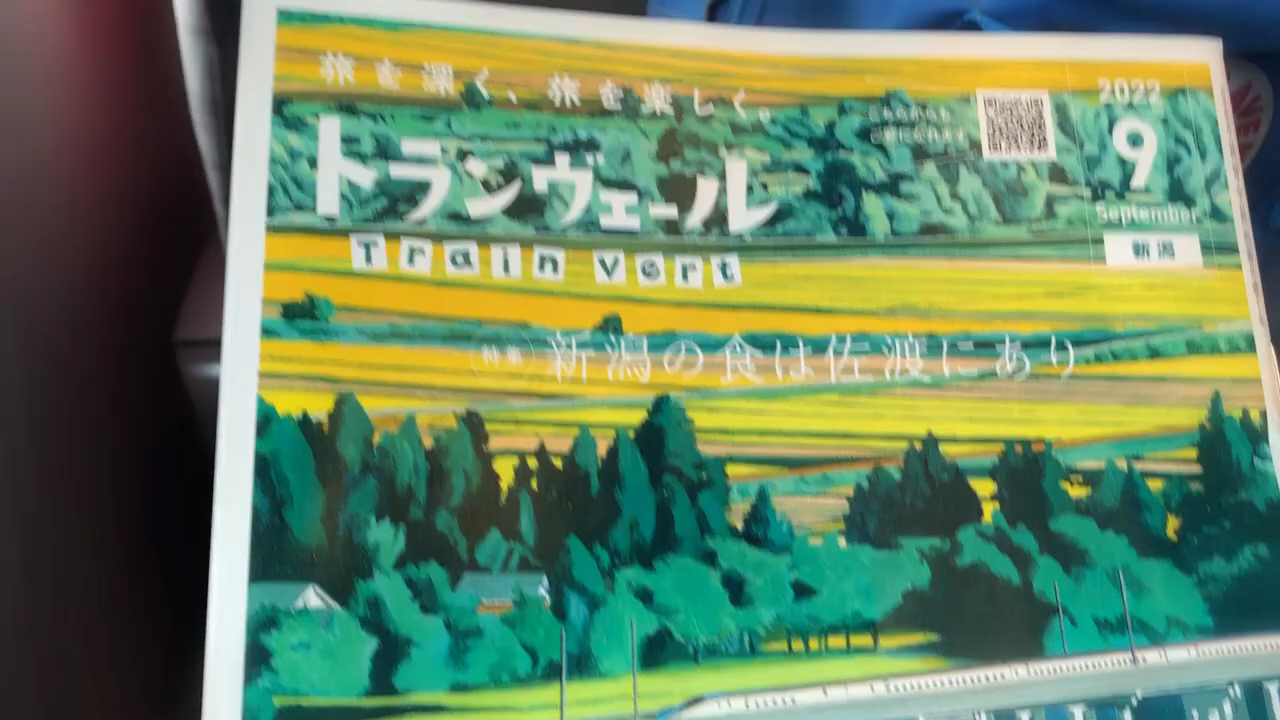 旅を深く、旅を楽しく。
トランヴェール
Train Vert
2022
9
September
新潟
特集 新潟の食は佐渡にあり